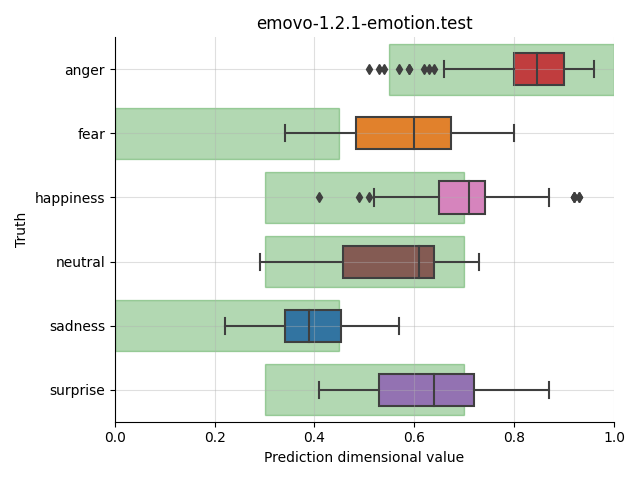 emovo-1.2.1-emotion.test
Truth
anger
fear
happiness
neutral
sadness
surprise
0.0 0.2 0.4 0.6 0.8 1.0
Prediction dimensional value